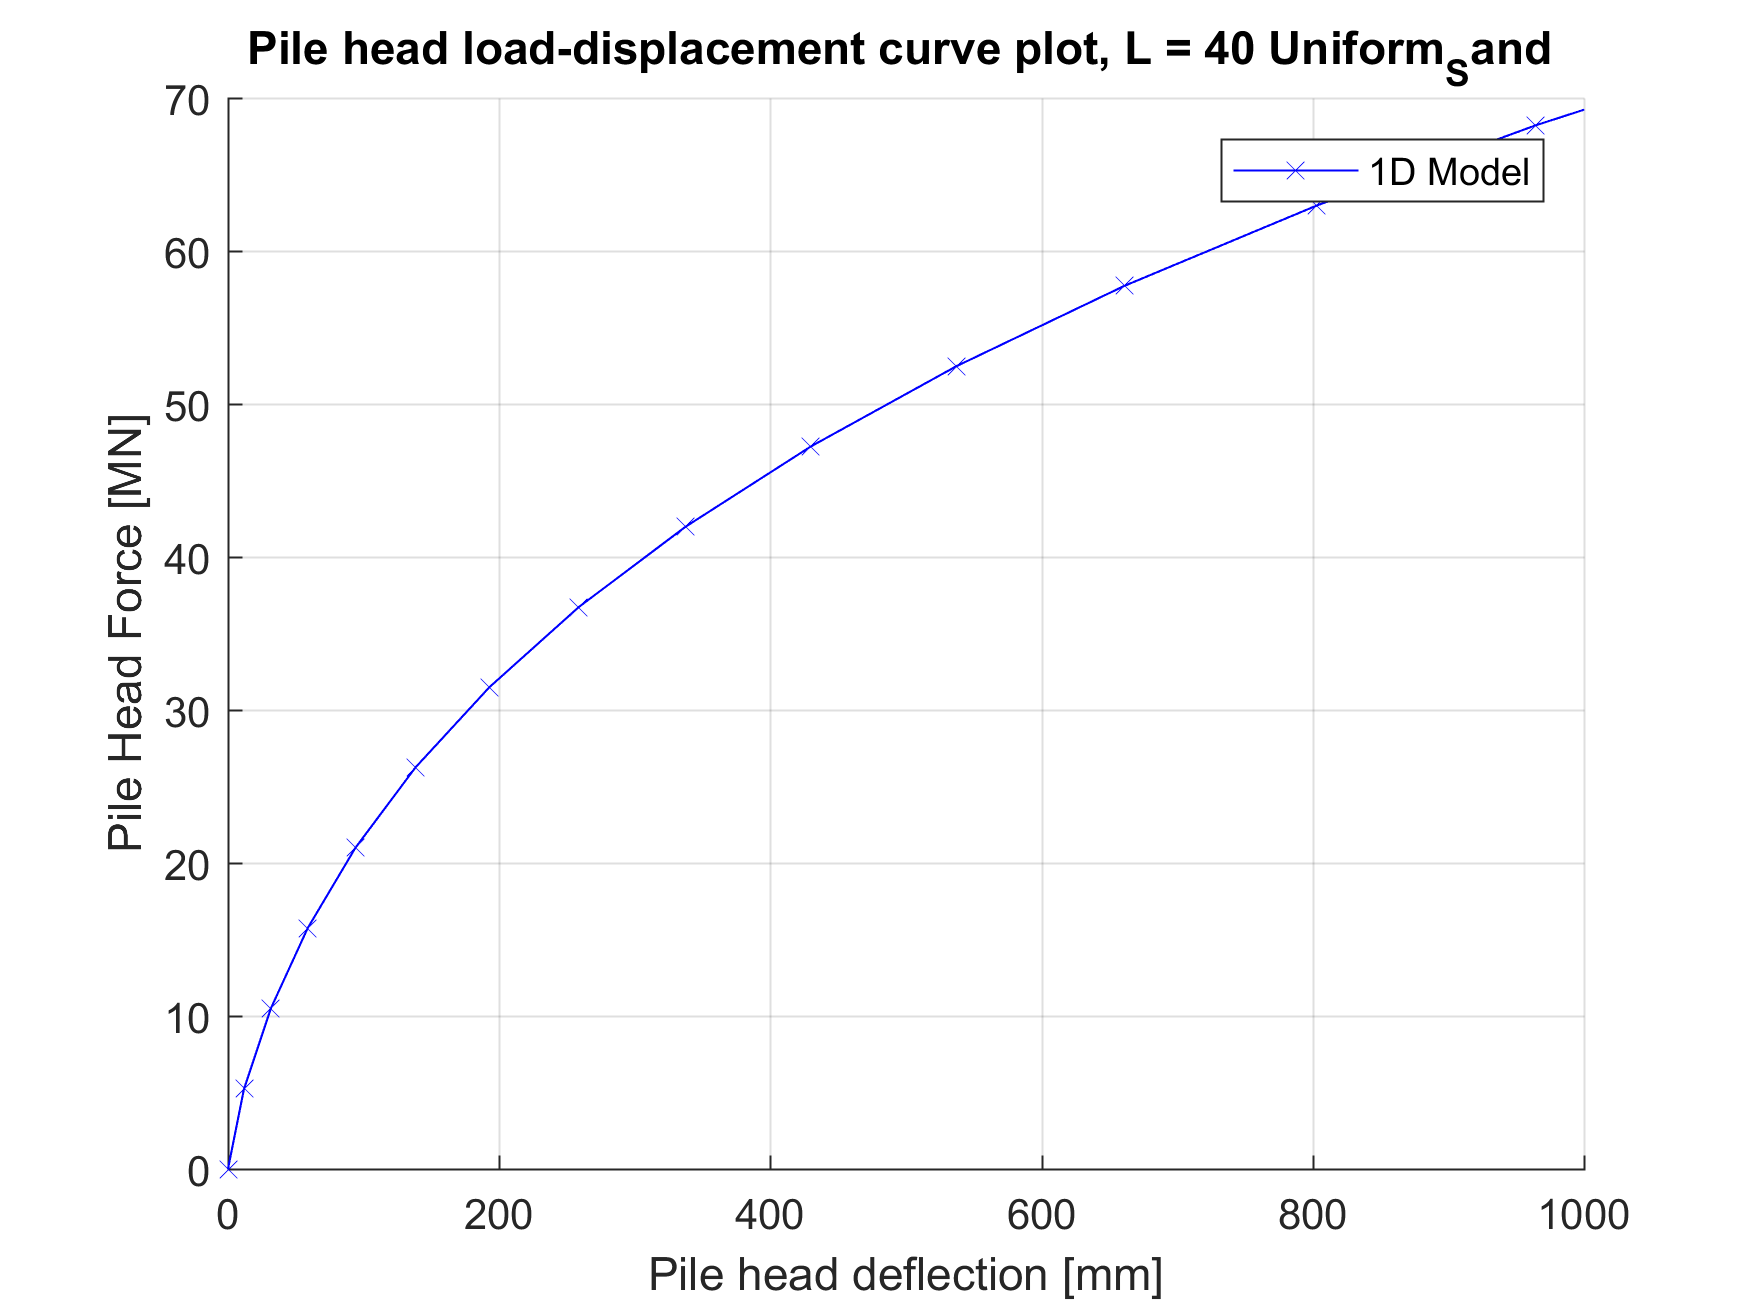 Pile head load-displacement curve plot, L = 40 Uniform_Sand
70
60
50
40
30
20
10
0
Pile Head Force [MN]
1D Model
0 200 400 600 800 1000
Pile head deflection [mm]